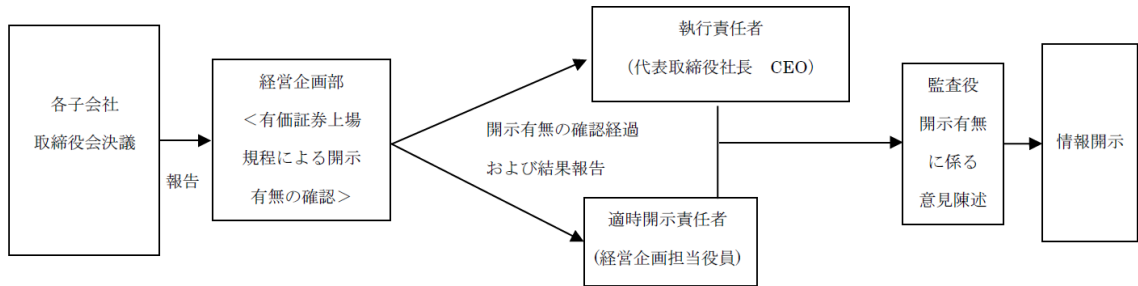 各子会社
取締役会決議
報告
経営企画部
＜有価証券上場
規程による開示
有無の確認＞
執行責任者
（代表取締役社長　CEO）
開示有無の確認経過
および結果報告
適時開示責任者
(経営企画担当役員)
監査役
開示有無
に係る
意見陳述
情報開示